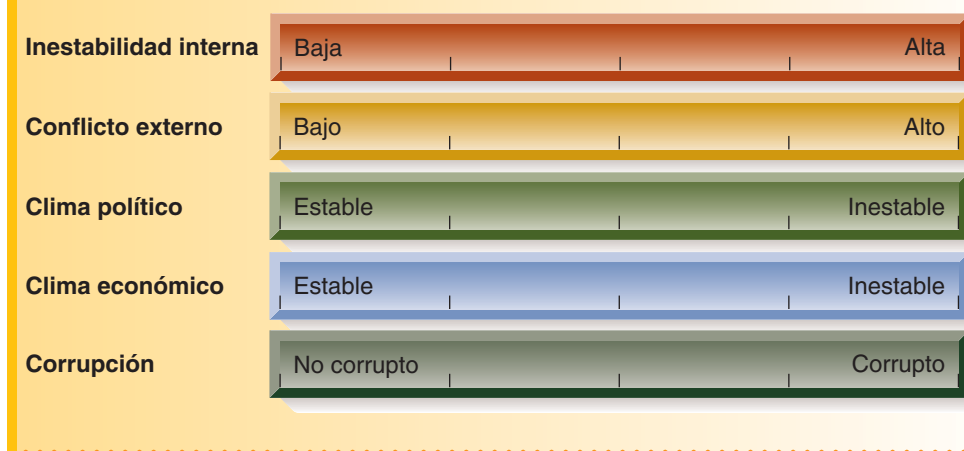 Inestabilidad interna Baja Alta
Conflicto externo Bajo Alto
Clima político Estable Inestable
Clima económico Estable Inestable
Corrupción No corrupto Corrupto